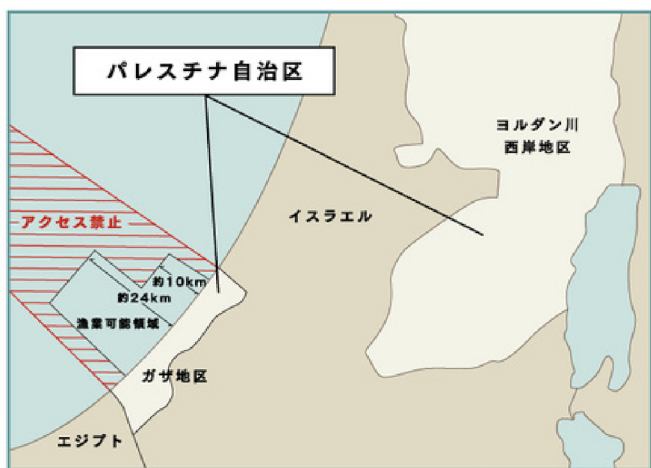 パレスチナ自治区
ヨルダン川
西岸地区
イスラエル
アクセス禁止
約10km
約24km
漁業可能領域
ガザ地区
エジプト